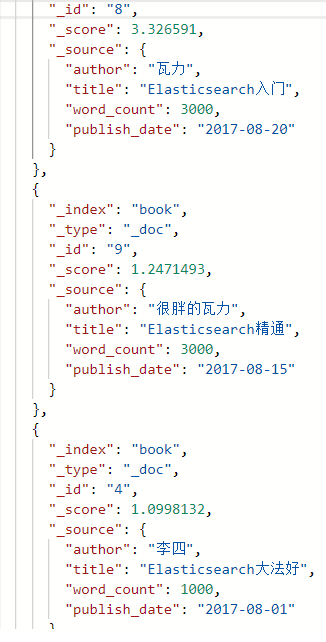 "_id": "8",
"_score": 3.326591,
"_source": {
"author": "瓦力",
"title": "Elasticsearch入门",
"word_count": 3000,
"publish_date": "2017-08-20"
}
},
{
"_index": "book",
"_type": "_doc",
"_id": "9",
"_score": 1.2471493,
"_source": {
"author": "很胖的瓦力",
"title": "Elasticsearch精通",
"word_count": 3000,
"publish_date": "2017-08-15"
}
},
{
"_index": "book",
"_type": "_doc",
"_id": "4",
"_score": 1.0998132,
"_source": {
"author": "李四",
"title": "Elasticsearch大法好",
"word_count": 1000,
"publish_date": "2017-08-01"
}